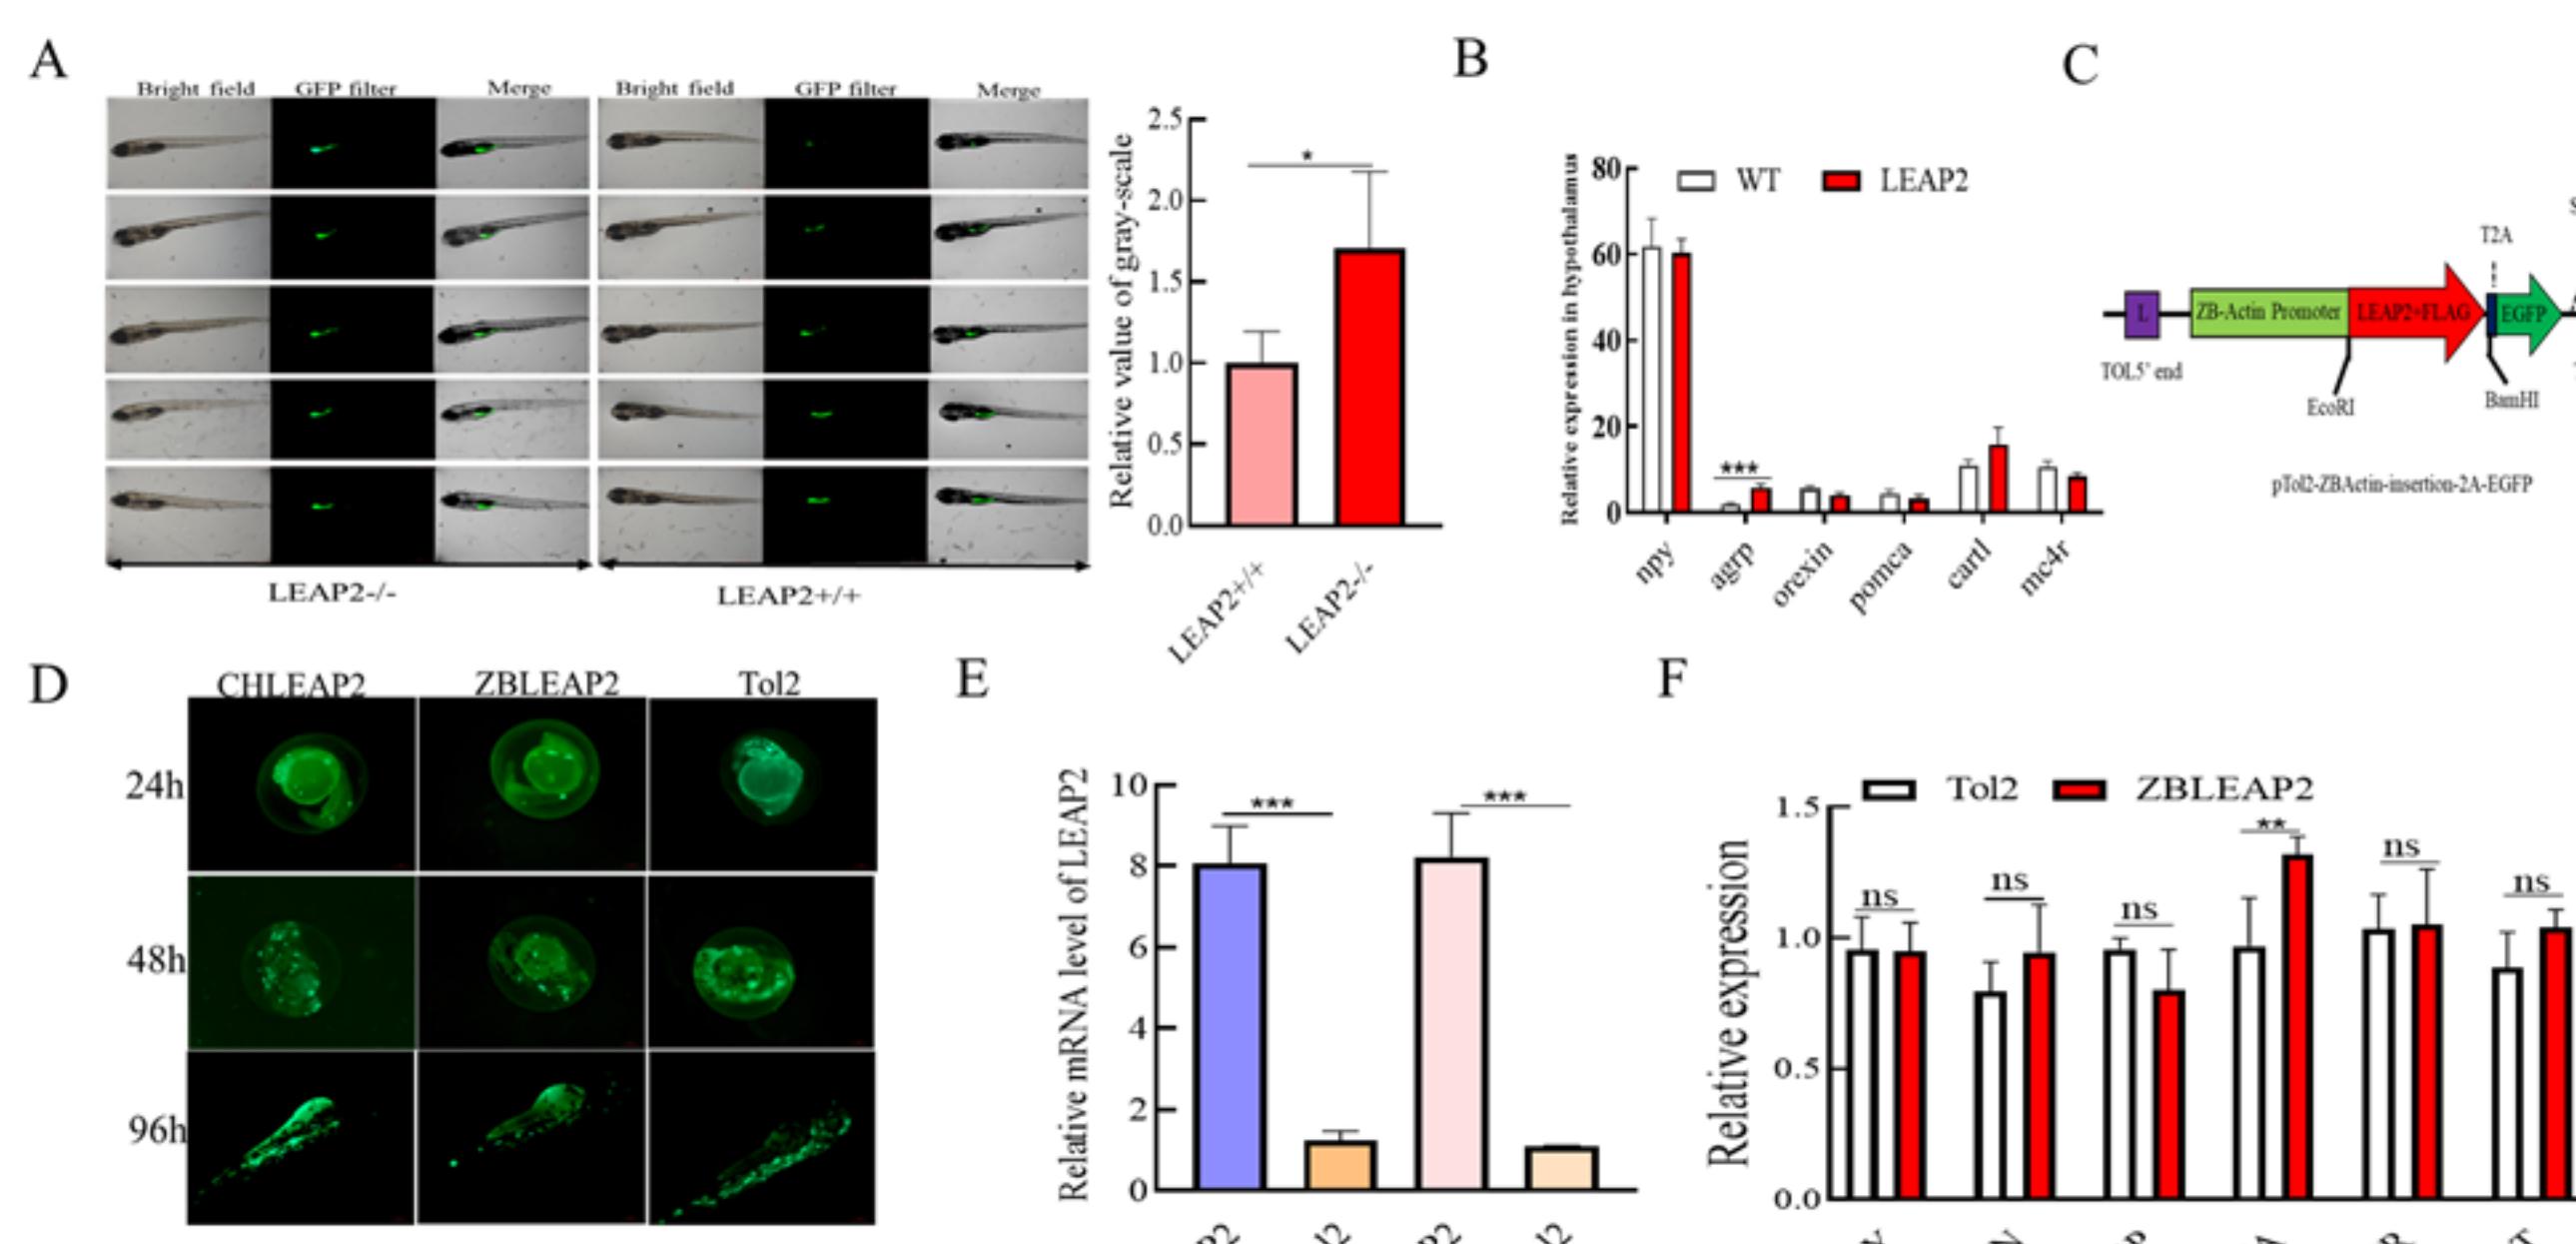 A
Bright field GFP filter Merge Bright field GFP filter Merge
LEAP2-/- LEAP2+/+
Relative value of gray-scale
2.5
2.0
1.5
1.0
0.5
0.0
*
LEAP2+/+ LEAP2-/-
B
Relative expression in hypothalamus
80
60
40
20
0
WT LEAP2
***
npy agrp orexin pomca cartl mc4r
C
T2A
L ZB-Actin Promoter LEAP2+FLAG EGFP
TOL5' end
EcoRI BamHI
pTol2-ZBActin-insertion-2A-EGFP
D
CHLEAP2 ZBLEAP2 Tol2
24h
48h
96h
E
Relative mRNA level of LEAP2
10
8
6
4
2
0
*** ***
F
Tol2 ZBLEAP2
Relative expression
1.5
1.0
0.5
0.0
ns ns ns ** ns ns